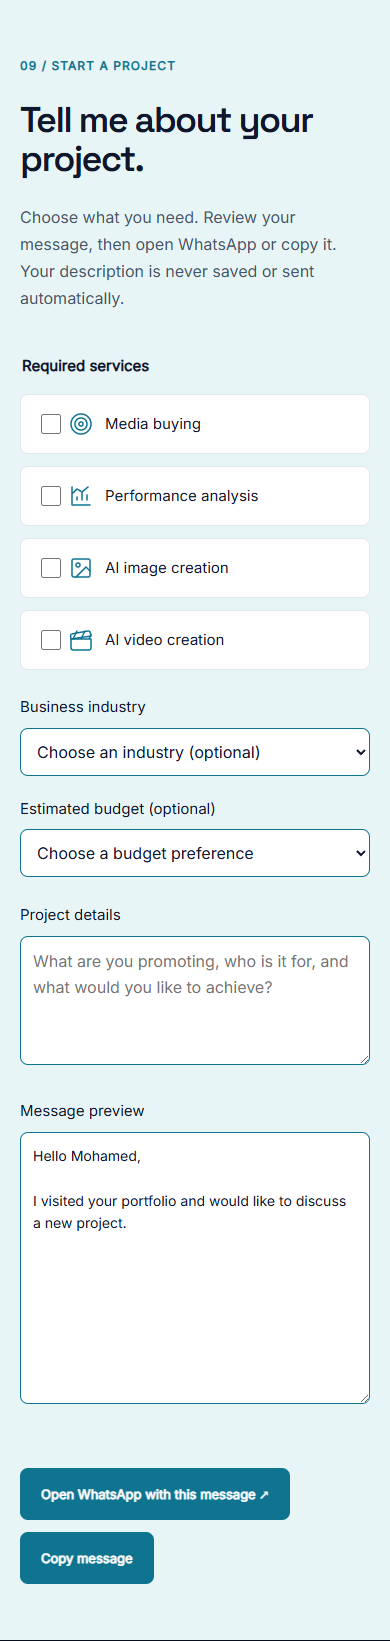 09 / START A PROJECT
Tell me about your
project.
Choose what you need. Review your
message, then open WhatsApp or copy it.
Your description is never saved or sent
automatically.
Required services
Media buying
Performance analysis
AI image creation
AI video creation
Business industry
Choose an industry (optional)
Estimated budget (optional)
Choose a budget preference
Project details
What are you promoting, who is it for, and
what would you like to achieve?
Message preview
Hello Mohamed,
I visited your portfolio and would like to discuss
a new project.
Open WhatsApp with this message ↗
Copy message